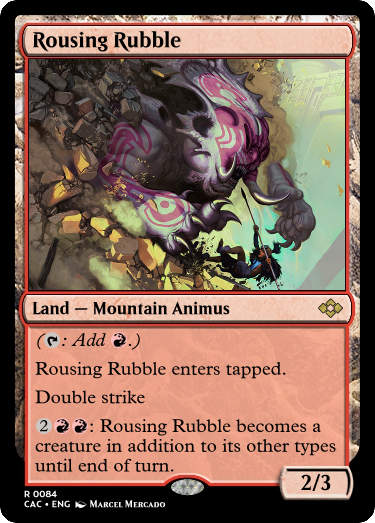 Rousing Rubble
Land — Mountain Animus
(T: Add R.)
Rousing Rubble enters tapped.
Double strike
2RR: Rousing Rubble becomes a
creature in addition to its other types
until end of turn.
2/3
R 0084
CAC • ENG Marcel Mercado